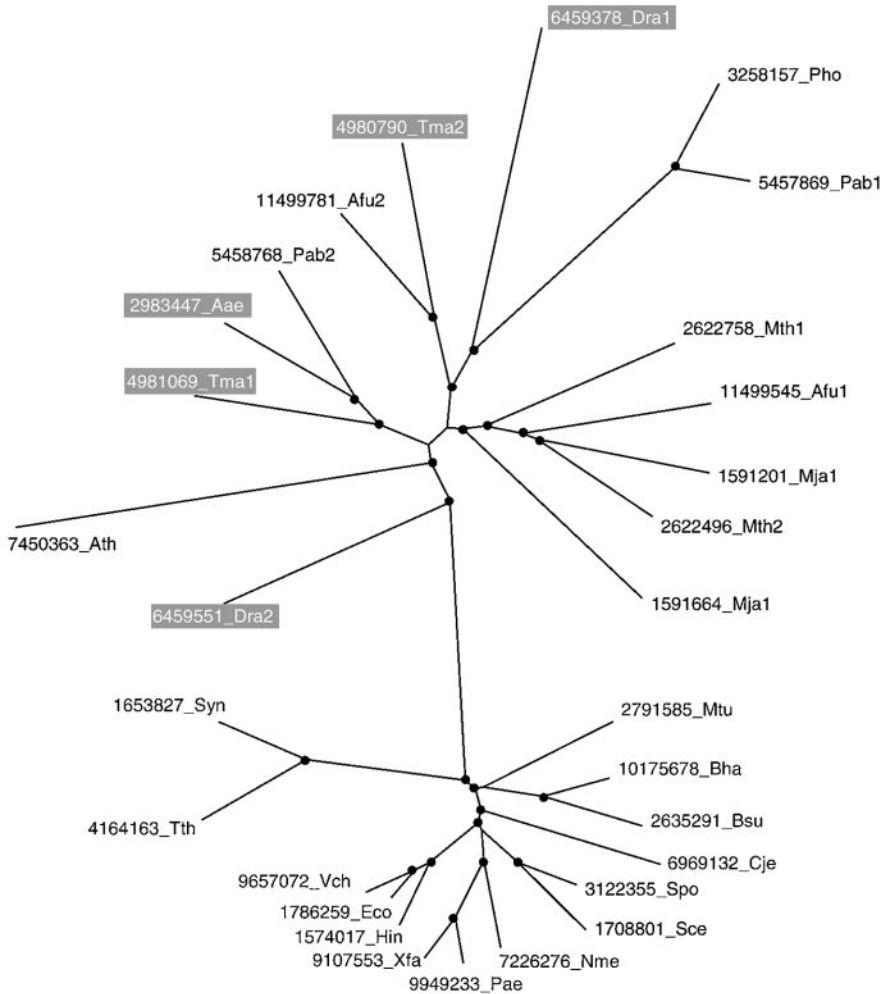 6459378_Dra1
3258157_Pho
4980790_Tma2
5457869_Pab1
11499781_Afu2
5458768_Pab2
2983447_Aae
2622758_Mth1
4981069_Tma1
11499545_Afu1
1591201_Mja1
2622496_Mth2
7450363_Ath
1591664_Mja1
6459551_Dra2
1653827_Syn
2791585_Mtu
10175678_Bha
2635291_Bsu
4164163_Tth
6969132_Cje
9657072_Vch
3122355_Spo
1786259_Eco
1708801_Sce
1574017_Hin
9107553_Xfa
7226276_Nme
9949233_Pae